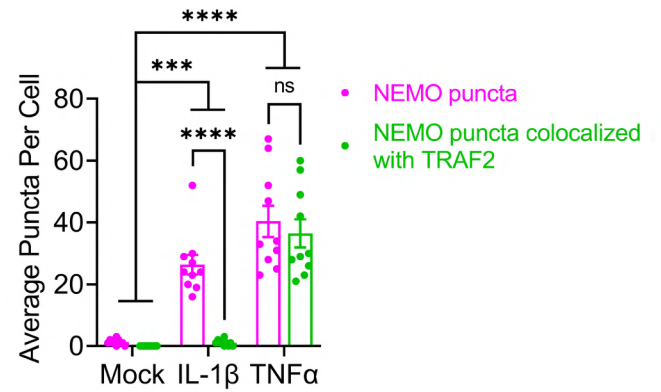 ****
***
ns
****
Average Puncta Per Cell
80
60
40
20
0
Mock IL-1β TNFα
NEMO puncta
NEMO puncta colocalized
with TRAF2